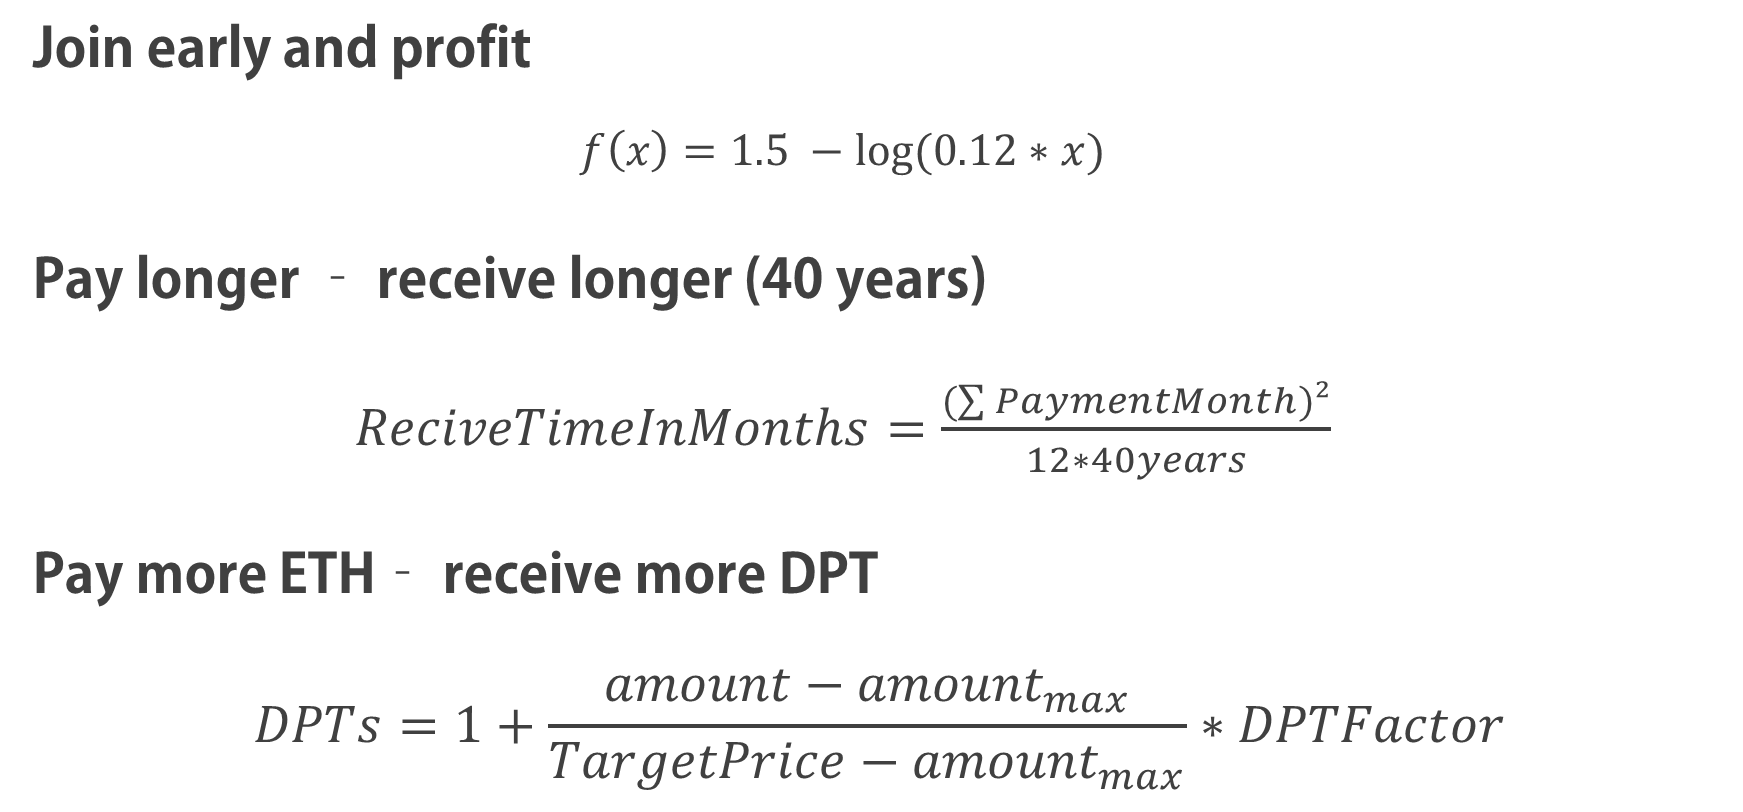 Join early and profit
f(x) = 1.5 − log(0.12 * x)
Pay longer - receive longer (40 years)
ReciveTimeInMonths = (∑ PaymentMonth)² / 12*40years
Pay more ETH - receive more DPT
DPTs = 1 + (amount − amount_max) / (TargetPrice − amount_max) * DPTFactor